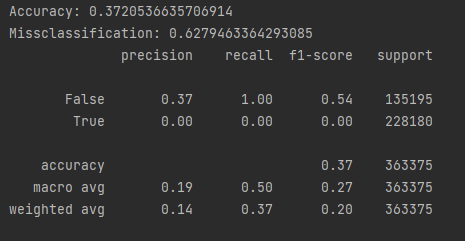 Accuracy: 0.3720536635706914
Missclassification: 0.6279463364293085
precision recall f1-score support
False 0.37 1.00 0.54 135195
True 0.00 0.00 0.00 228180
accuracy 0.37 363375
macro avg 0.19 0.50 0.27 363375
weighted avg 0.14 0.37 0.20 363375